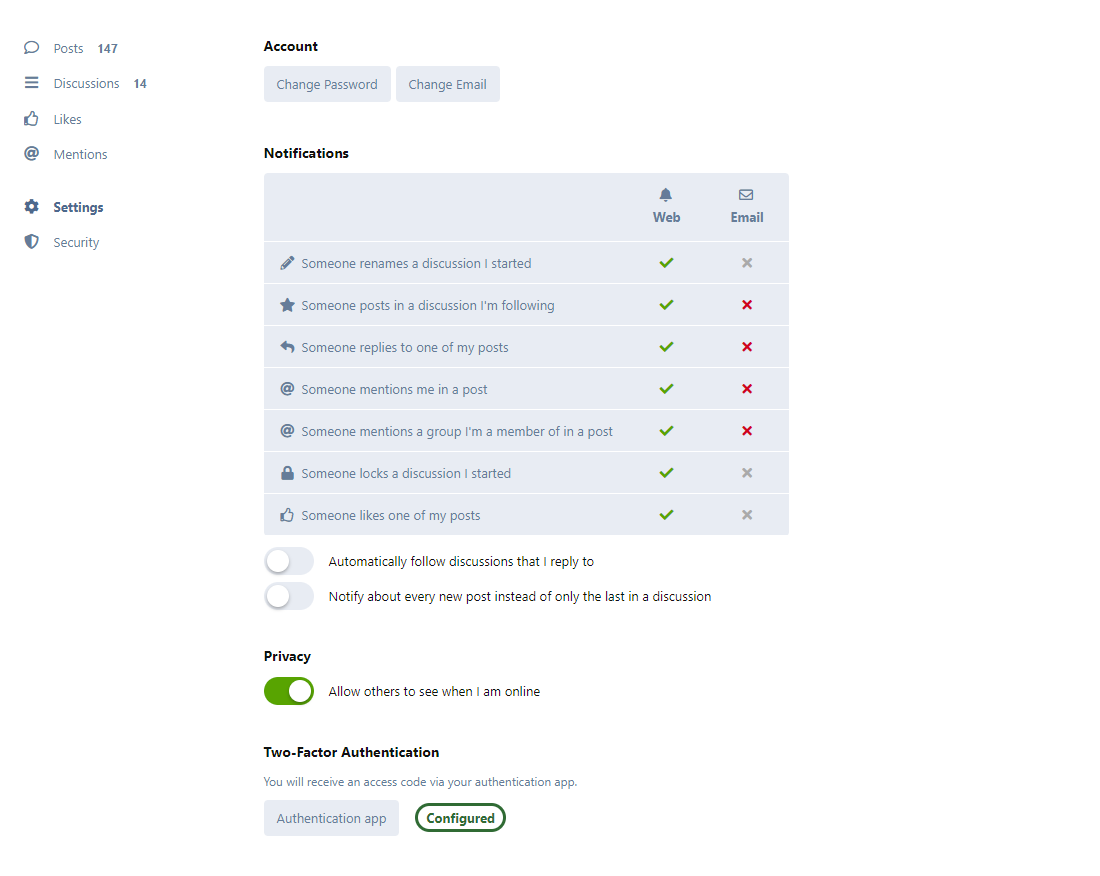 Posts 147
Discussions 14
Likes
Mentions
Settings
Security
Account
Change Password Change Email
Notifications
Web Email
Someone renames a discussion I started
Someone posts in a discussion I'm following
Someone replies to one of my posts
Someone mentions me in a post
Someone mentions a group I'm a member of in a post
Someone locks a discussion I started
Someone likes one of my posts
Automatically follow discussions that I reply to
Notify about every new post instead of only the last in a discussion
Privacy
Allow others to see when I am online
Two-Factor Authentication
You will receive an access code via your authentication app.
Authentication app Configured